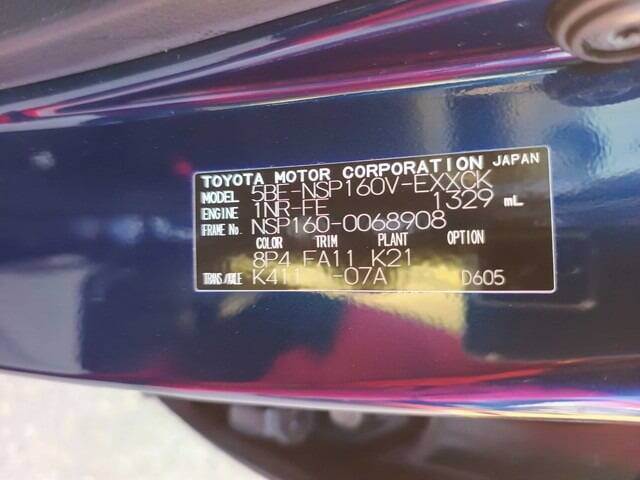 TOYOTA MOTOR CORPORATION JAPAN
MODEL 5BE-NSP160V-EXXCK
ENGINE 1NR-FE 1329 mL
FRAME No. NSP160-0068908
COLOR TRIM PLANT OPTION
8P4 FA11 K21
TRANS./AXLE K411 -07A D605